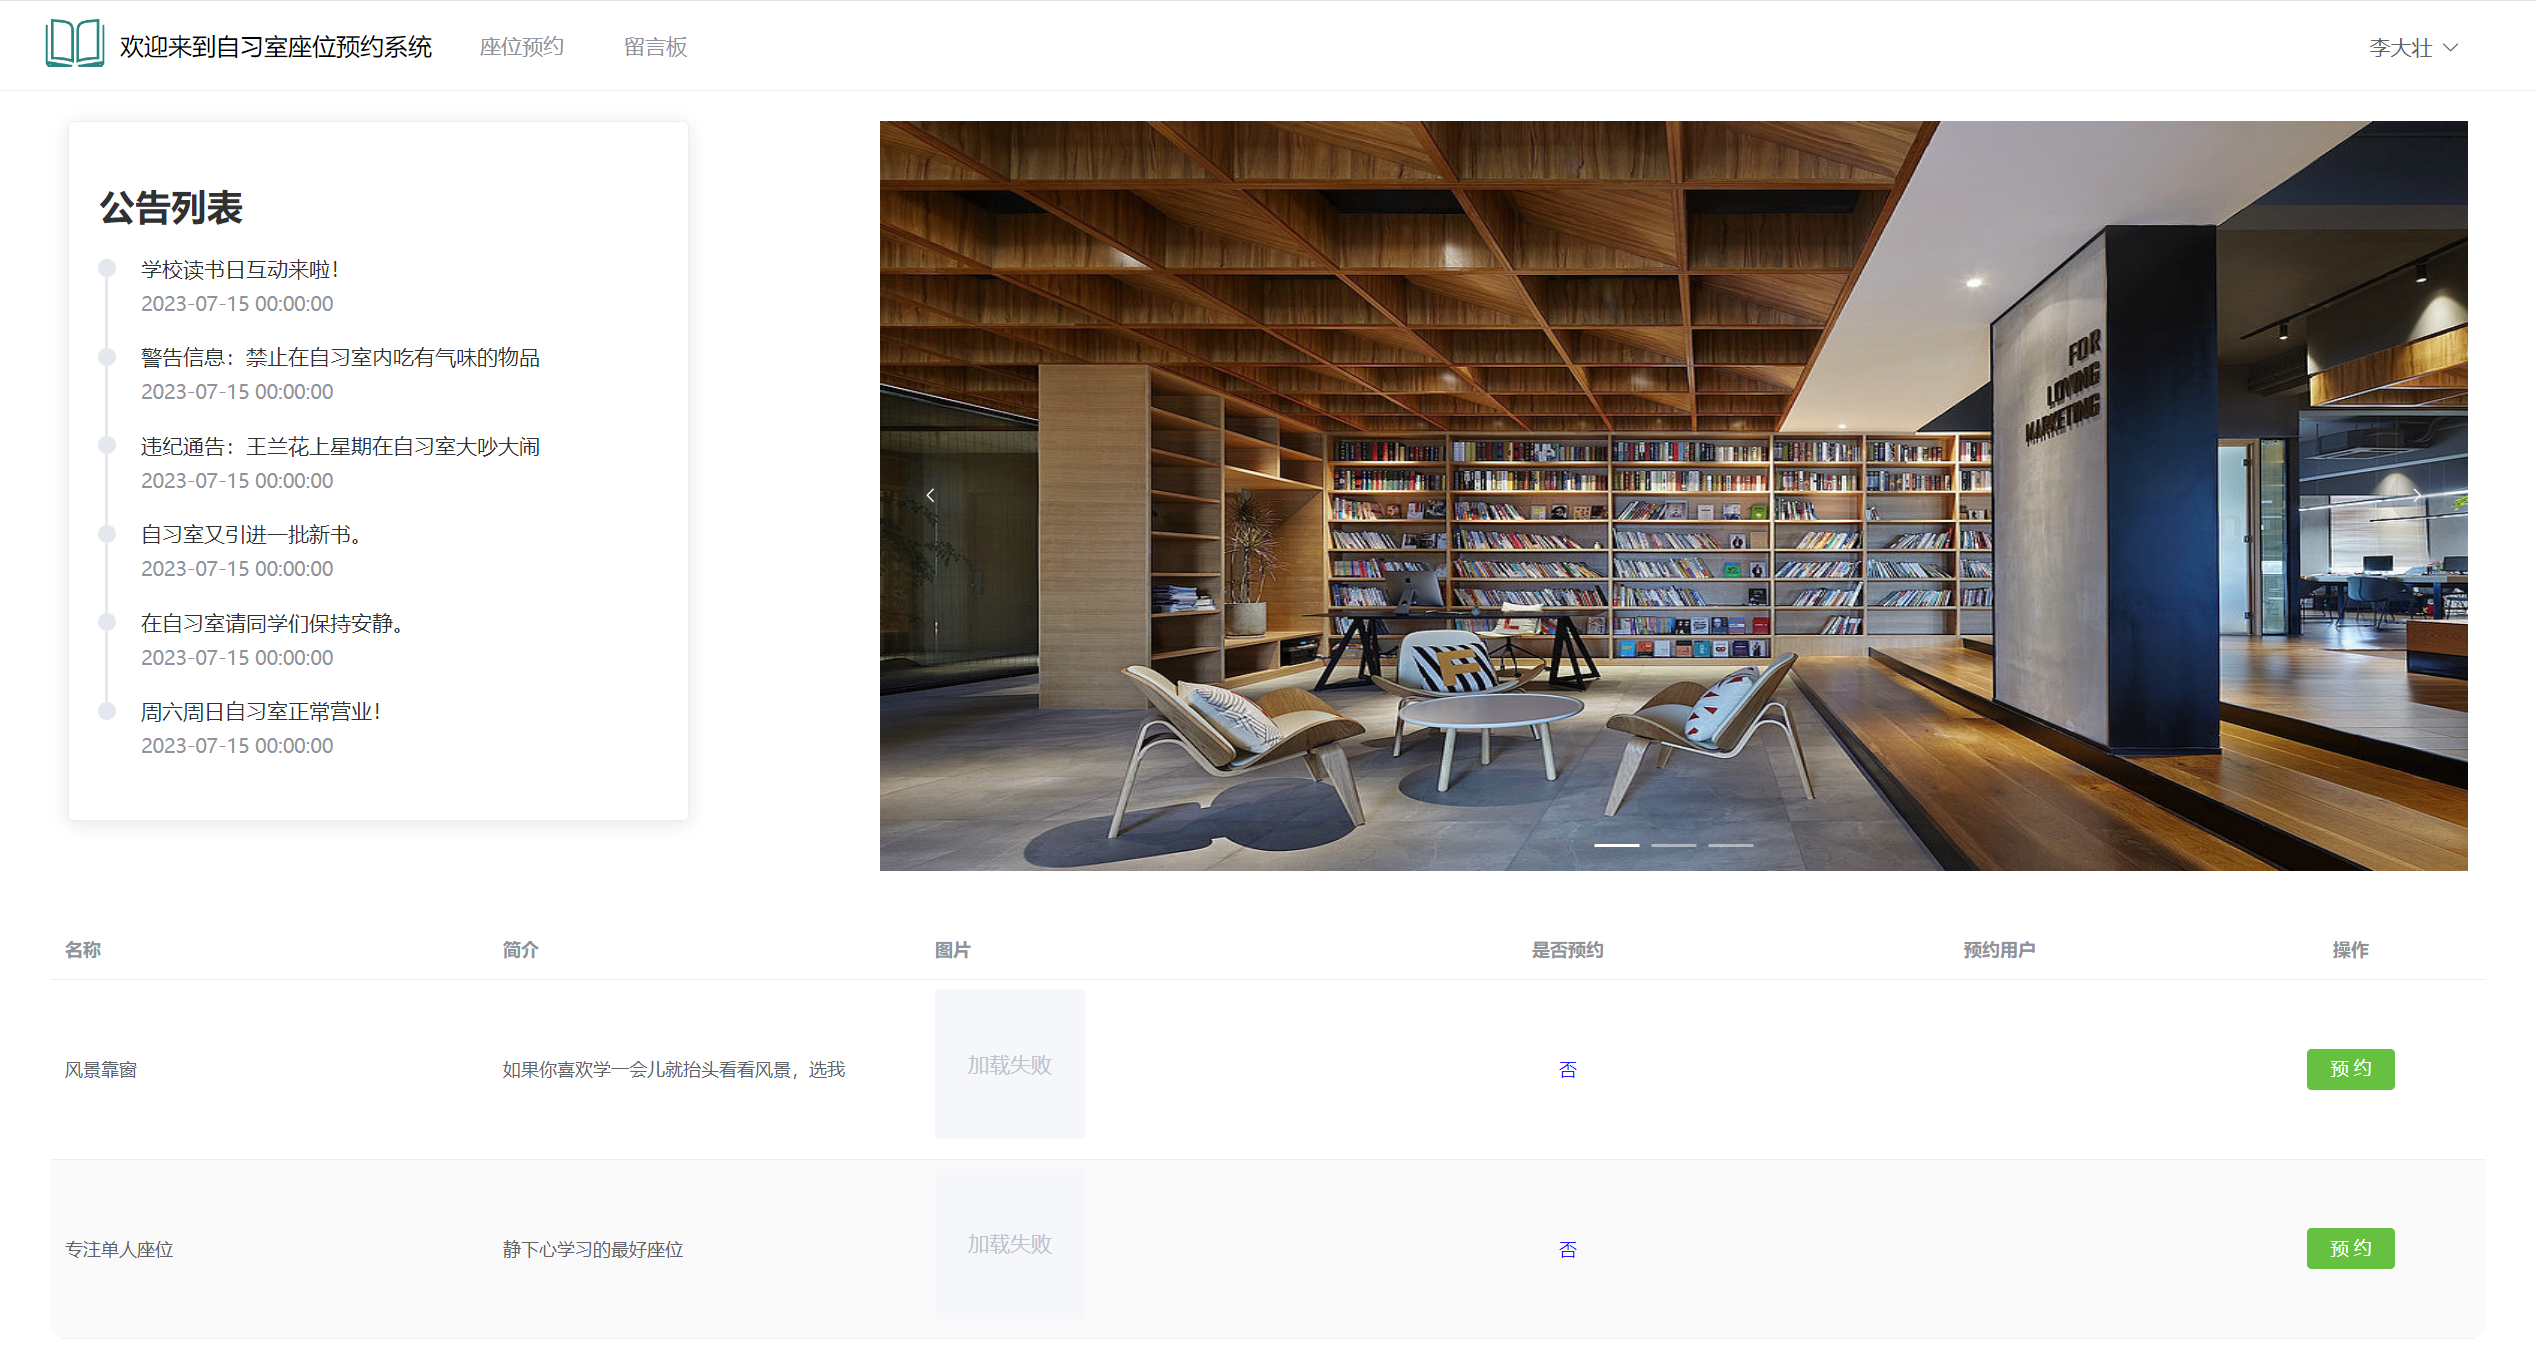 欢迎来到自习室座位预约系统 座位预约 留言板 李大壮
公告列表
学校读书日互动来啦！
2023-07-15 00:00:00
警告信息：禁止在自习室内吃有气味的物品
2023-07-15 00:00:00
违纪通告：王兰花上星期在自习室大吵大闹
2023-07-15 00:00:00
自习室又引进一批新书。
2023-07-15 00:00:00
在自习室请同学们保持安静。
2023-07-15 00:00:00
周六周日自习室正常营业！
2023-07-15 00:00:00
FOR
LOVING
MARKETING
F
名称 简介 图片 是否预约 预约用户 操作
风景靠窗 如果你喜欢学一会儿就抬头看看风景，选我 加载失败 否 预 约
专注单人座位 静下心学习的最好座位 加载失败 否 预 约